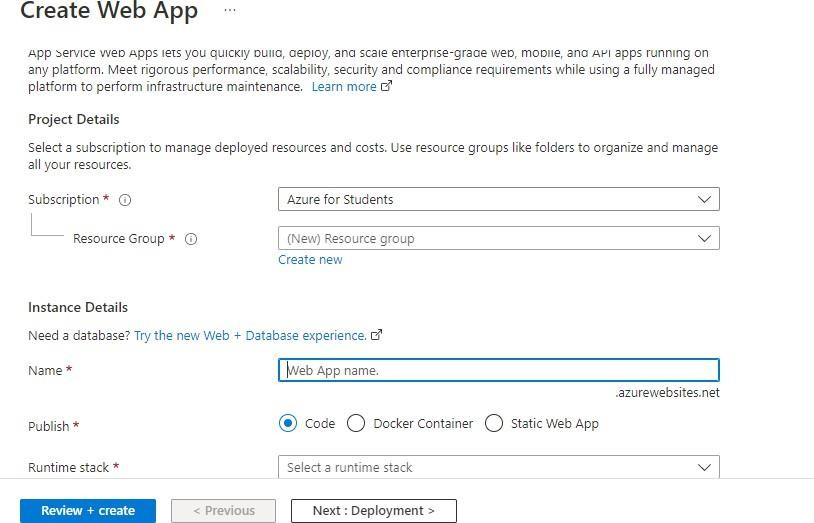 Create Web App ...
App Service Web Apps lets you quickly build, deploy, and scale enterprise-grade web, mobile, and API apps running on
any platform. Meet rigorous performance, scalability, security and compliance requirements while using a fully managed
platform to perform infrastructure maintenance. Learn more
Project Details
Select a subscription to manage deployed resources and costs. Use resource groups like folders to organize and manage
all your resources.
Subscription * Azure for Students
Resource Group * (New) Resource group
Create new
Instance Details
Need a database? Try the new Web + Database experience.
Name * Web App name.
.azurewebsites.net
Publish * Code Docker Container Static Web App
Runtime stack * Select a runtime stack
Review + create < Previous Next : Deployment >